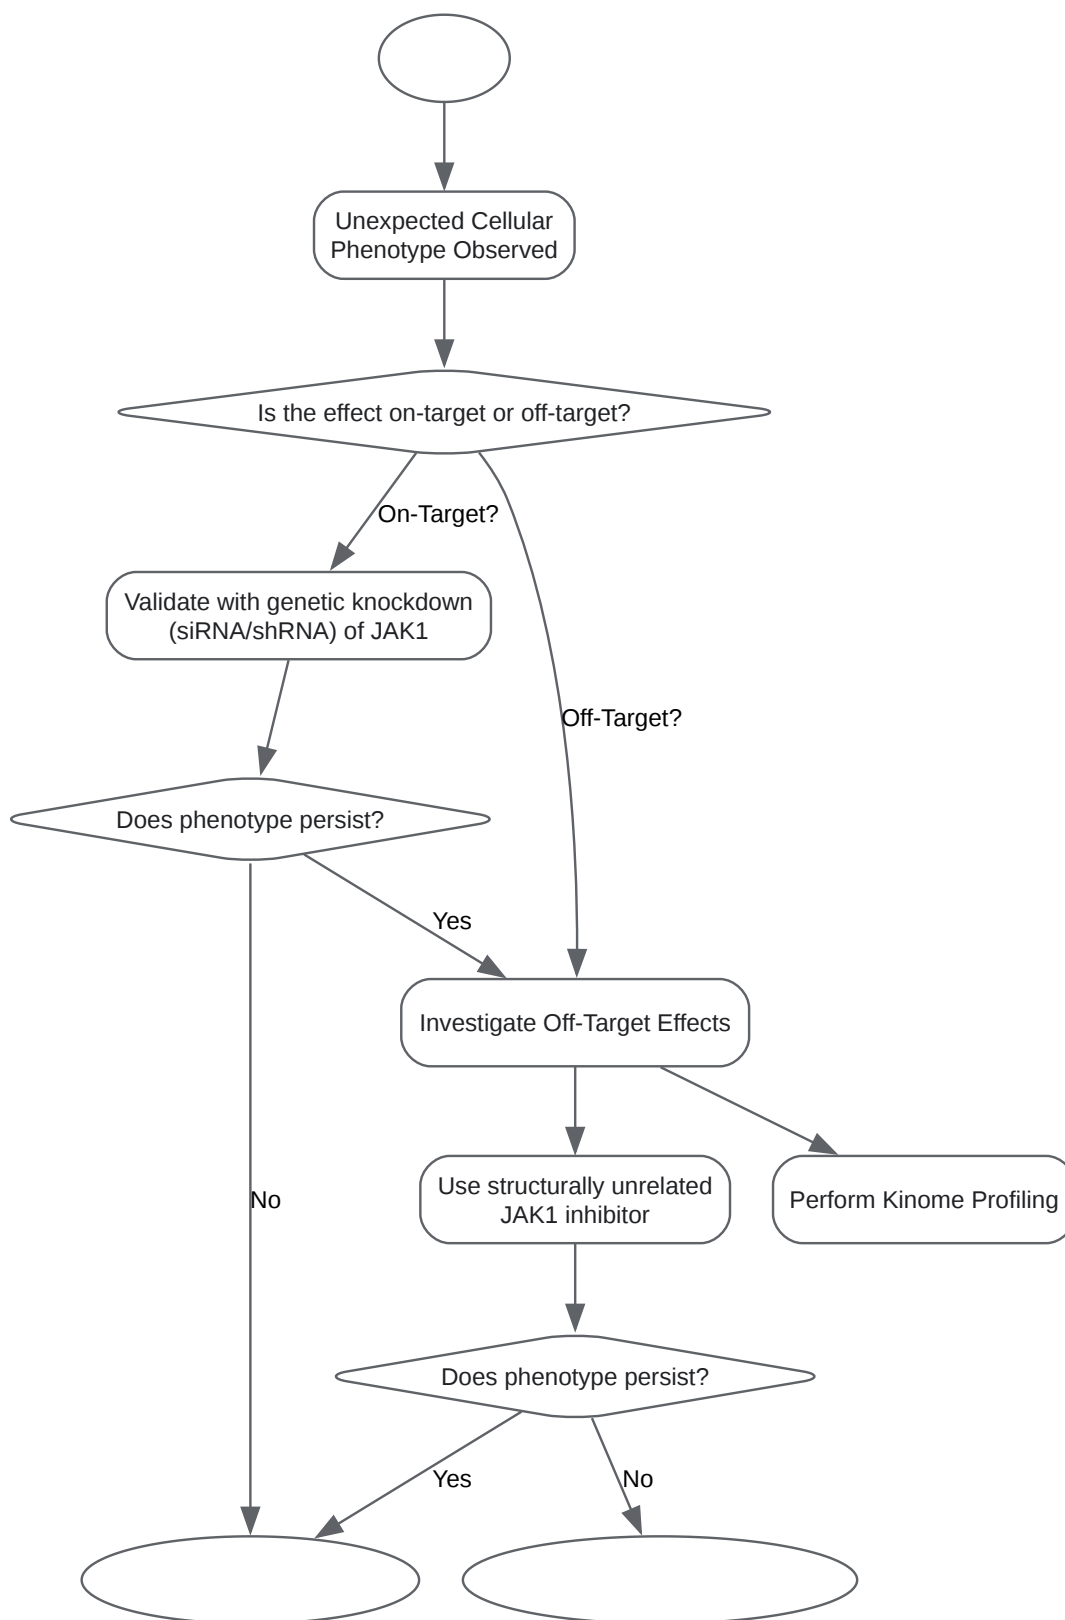 Unexpected Cellular
Phenotype Observed
Is the effect on-target or off-target?
On-Target?
Validate with genetic knockdown
(siRNA/shRNA) of JAK1
Off-Target?
Does phenotype persist?
Yes
Investigate Off-Target Effects
No
Use structurally unrelated
JAK1 inhibitor
Perform Kinome Profiling
Does phenotype persist?
Yes
No